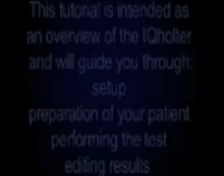 This tutorial is intended as
an overview of the IQholter
and will guide you through:
setup
preparation of your patient
performing the test
editing results